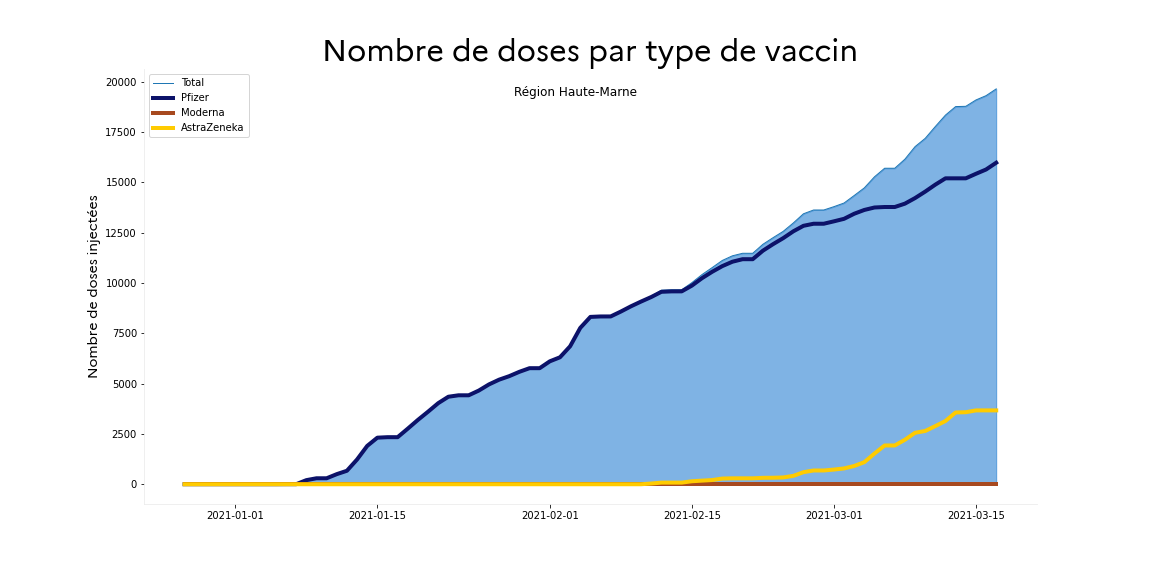 Nombre de doses par type de vaccin
Région Haute-Marne
Total
Pfizer
Moderna
AstraZeneka
Nombre de doses injectées
20000
17500
15000
12500
10000
7500
5000
2500
0
2021-01-01 2021-01-15 2021-02-01 2021-02-15 2021-03-01 2021-03-15